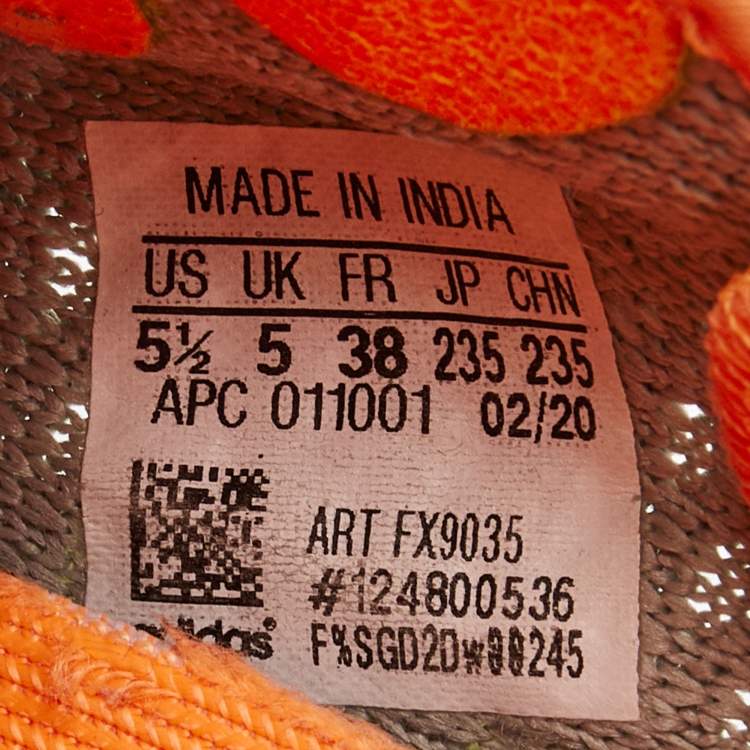 MADE IN INDIA
US UK FR JP CHN
5½ 5 38 235 235
APC 011001 02/20
ART FX9035
#124800536
adidas
F%SGD2D*00245